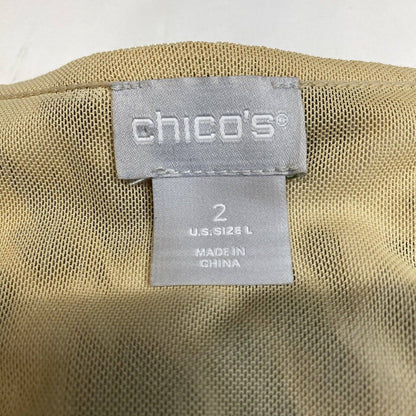 chico's®
2
U.S. SIZE L
MADE IN
CHINA